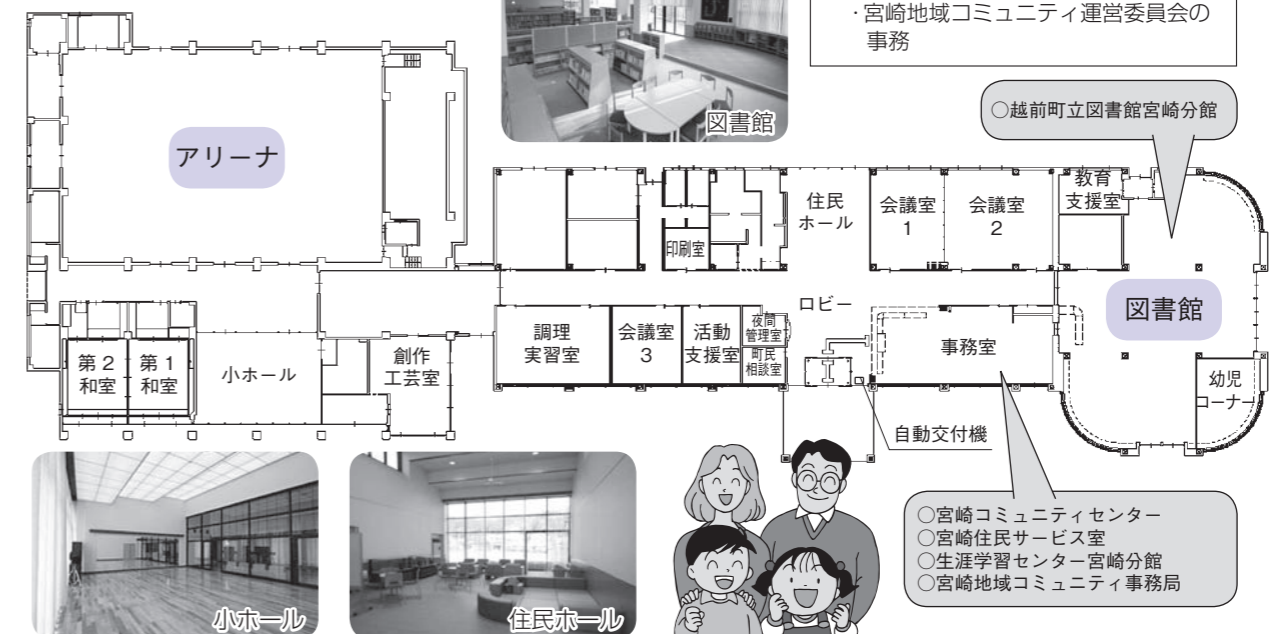 ・宮崎地域コミュニティ運営委員会の
事務
図書館
○越前町立図書館宮崎分館
アリーナ
住民
ホール
会議室
1
会議室
2
教育
支援室
印刷室
図書館
ロビー
調理
実習室
会議室
3
活動
支援室
夜間
管理室
町民
相談室
事務室
幼児
コーナー
第2
和室
第1
和室
小ホール
創作
工芸室
自動交付機
○宮崎コミュニティセンター
○宮崎住民サービス室
○生涯学習センター宮崎分館
○宮崎地域コミュニティ事務局
小ホール
住民ホール